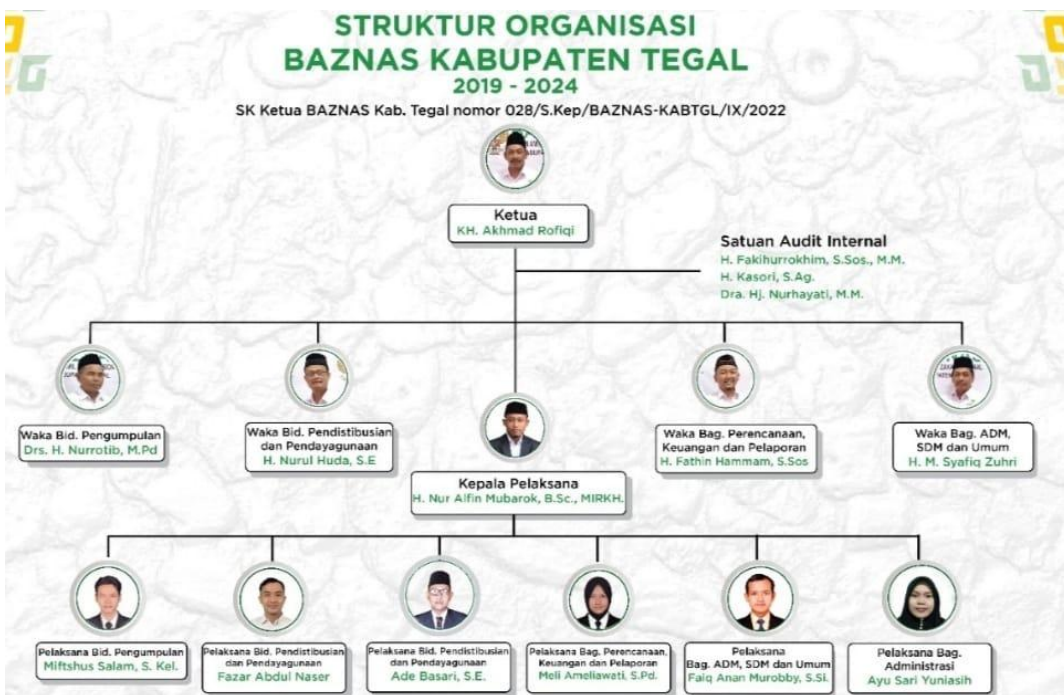 STRUKTUR ORGANISASI
BAZNAS KABUPATEN TEGAL
2019 - 2024
SK Ketua BAZNAS Kab. Tegal nomor 028/S.Kep/BAZNAS-KABTGL/IX/2022
Ketua
KH. Akhmad Rofiqi
Satuan Audit Internal
H. Fakihurrokhim, S.Sos., M.M.
H. Kasori, S.Ag.
Dra. Hj. Nurhayati, M.M.
Waka Bid. Pengumpulan
Drs. H. Nurrotib, M.Pd
Waka Bid. Pendistibusian
dan Pendayagunaan
H. Nurul Huda, S.E
Waka Bag. Perencanaan,
Keuangan dan Pelaporan
H. Fathin Hammam, S.Sos
Waka Bag. ADM,
SDM dan Umum
H. M. Syafiq Zuhri
Kepala Pelaksana
H. Nur Alfin Mubarok, B.Sc., MIRKH.
Pelaksana Bid. Pengumpulan
Miftshus Salam, S. Kel.
Pelaksana Bid. Pendistibusian
dan Pendayagunaan
Fazar Abdul Naser
Pelaksana Bid. Pendistibusian
dan Pendayagunaan
Ade Basari, S.E.
Pelaksana Bag. Perencanaan,
Keuangan dan Pelaporan
Meli Ameliawati, S.Pd.
Pelaksana
Bag. ADM, SDM dan Umum
Faiq Anan Murobby, S.Si.
Pelaksana Bag.
Administrasi
Ayu Sari Yuniasih